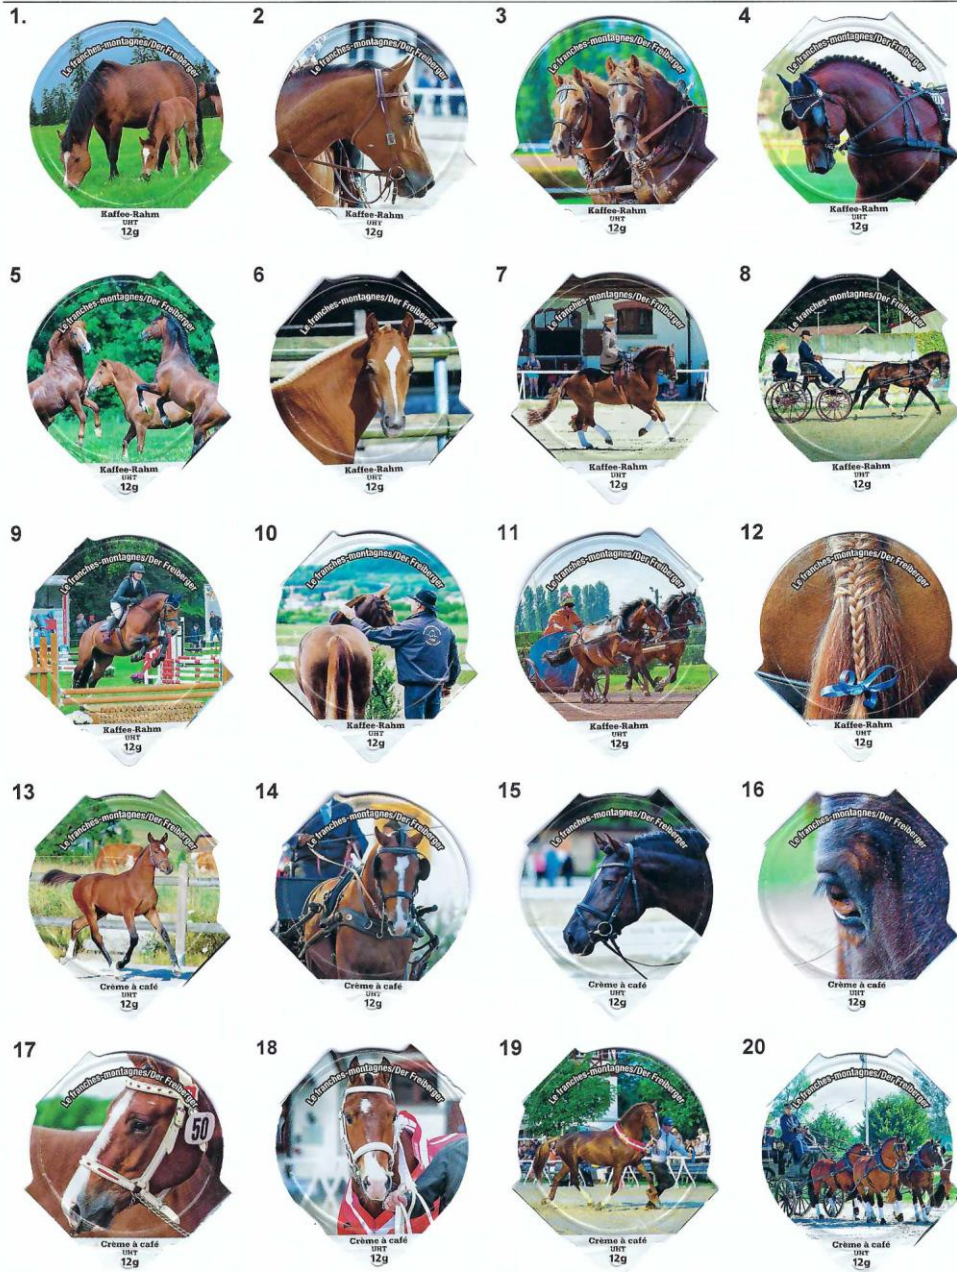 1.
Le franches-montagnes/Der Freiberger
Kaffee-Rahm
UHT
12g
2
Le franches-montagnes/Der Freiberger
Kaffee-Rahm
UHT
12g
3
Le franches-montagnes/Der Freiberger
Kaffee-Rahm
UHT
12g
4
Le franches-montagnes/Der Freiberger
Kaffee-Rahm
UHT
12g
5
Le franches-montagnes/Der Freiberger
Kaffee-Rahm
UHT
12g
6
Le franches-montagnes/Der Freiberger
Kaffee-Rahm
UHT
12g
7
Le franches-montagnes/Der Freiberger
Kaffee-Rahm
UHT
12g
8
Le franches-montagnes/Der Freiberger
Kaffee-Rahm
UHT
12g
9
Le franches-montagnes/Der Freiberger
Kaffee-Rahm
UHT
12g
10
Le franches-montagnes/Der Freiberger
Kaffee-Rahm
UHT
12g
11
Le franches-montagnes/Der Freiberger
Kaffee-Rahm
UHT
12g
12
Le franches-montagnes/Der Freiberger
Kaffee-Rahm
UHT
12g
13
Le franches-montagnes/Der Freiberger
Crème à café
UHT
12g
14
Le franches-montagnes/Der Freiberger
Crème à café
UHT
12g
15
Le franches-montagnes/Der Freiberger
Crème à café
UHT
12g
16
Le franches-montagnes/Der Freiberger
Crème à café
UHT
12g
17
Le franches-montagnes/Der Freiberger
50
Crème à café
UHT
12g
18
Le franches-montagnes/Der Freiberger
Crème à café
UHT
12g
19
Le franches-montagnes/Der Freiberger
Crème à café
UHT
12g
20
Le franches-montagnes/Der Freiberger
Crème à café
UHT
12g